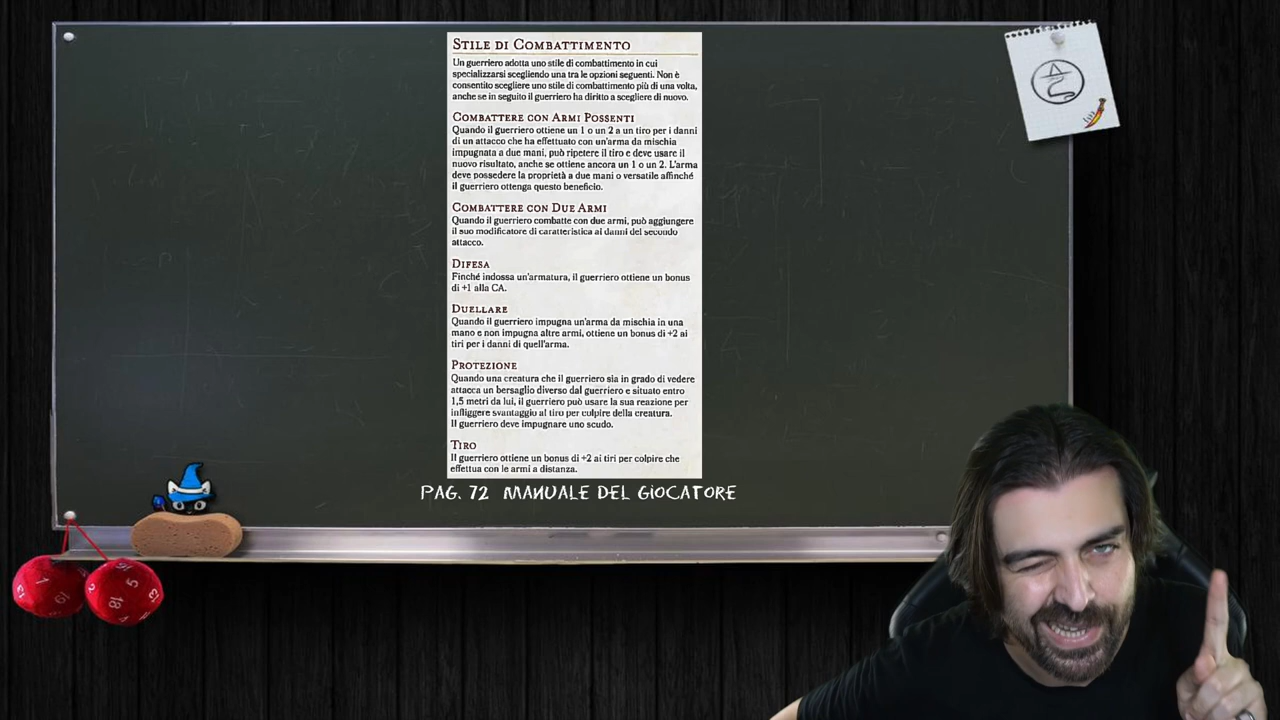 STILE DI COMBATTIMENTO
Un guerriero adotta uno stile di combattimento in cui
specializzarsi scegliendo una tra le opzioni seguenti. Non è
consentito scegliere uno stile di combattimento più di una volta,
anche se in seguito il guerriero ha diritto a scegliere di nuovo.
COMBATTERE CON ARMI POSSENTI
Quando il guerriero ottiene un 1 o un 2 a un tiro per i danni
di un attacco che ha effettuato con un'arma da mischia
impugnata a due mani, può ripetere il tiro e deve usare il
nuovo risultato, anche se ottiene ancora un 1 o un 2. L'arma
deve possedere la proprietà a due mani o versatile affinché
il guerriero ottenga questo beneficio.
COMBATTERE CON DUE ARMI
Quando il guerriero combatte con due armi, può aggiungere
il suo modificatore di caratteristica ai danni del secondo
attacco.
DIFESA
Finché indossa un'armatura, il guerriero ottiene un bonus
di +1 alla CA.
DUELLARE
Quando il guerriero impugna un'arma da mischia in una
mano e non impugna altre armi, ottiene un bonus di +2 ai
tiri per i danni di quell'arma.
PROTEZIONE
Quando una creatura che il guerriero sia in grado di vedere
attacca un bersaglio diverso dal guerriero e situato entro
1,5 metri da lui, il guerriero può usare la sua reazione per
infliggere svantaggio al tiro per colpire della creatura.
Il guerriero deve impugnare uno scudo.
TIRO
Il guerriero ottiene un bonus di +2 ai tiri per colpire che
effettua con le armi a distanza.
PAG. 72 MANUALE DEL GIOCATORE
1
19
5
18